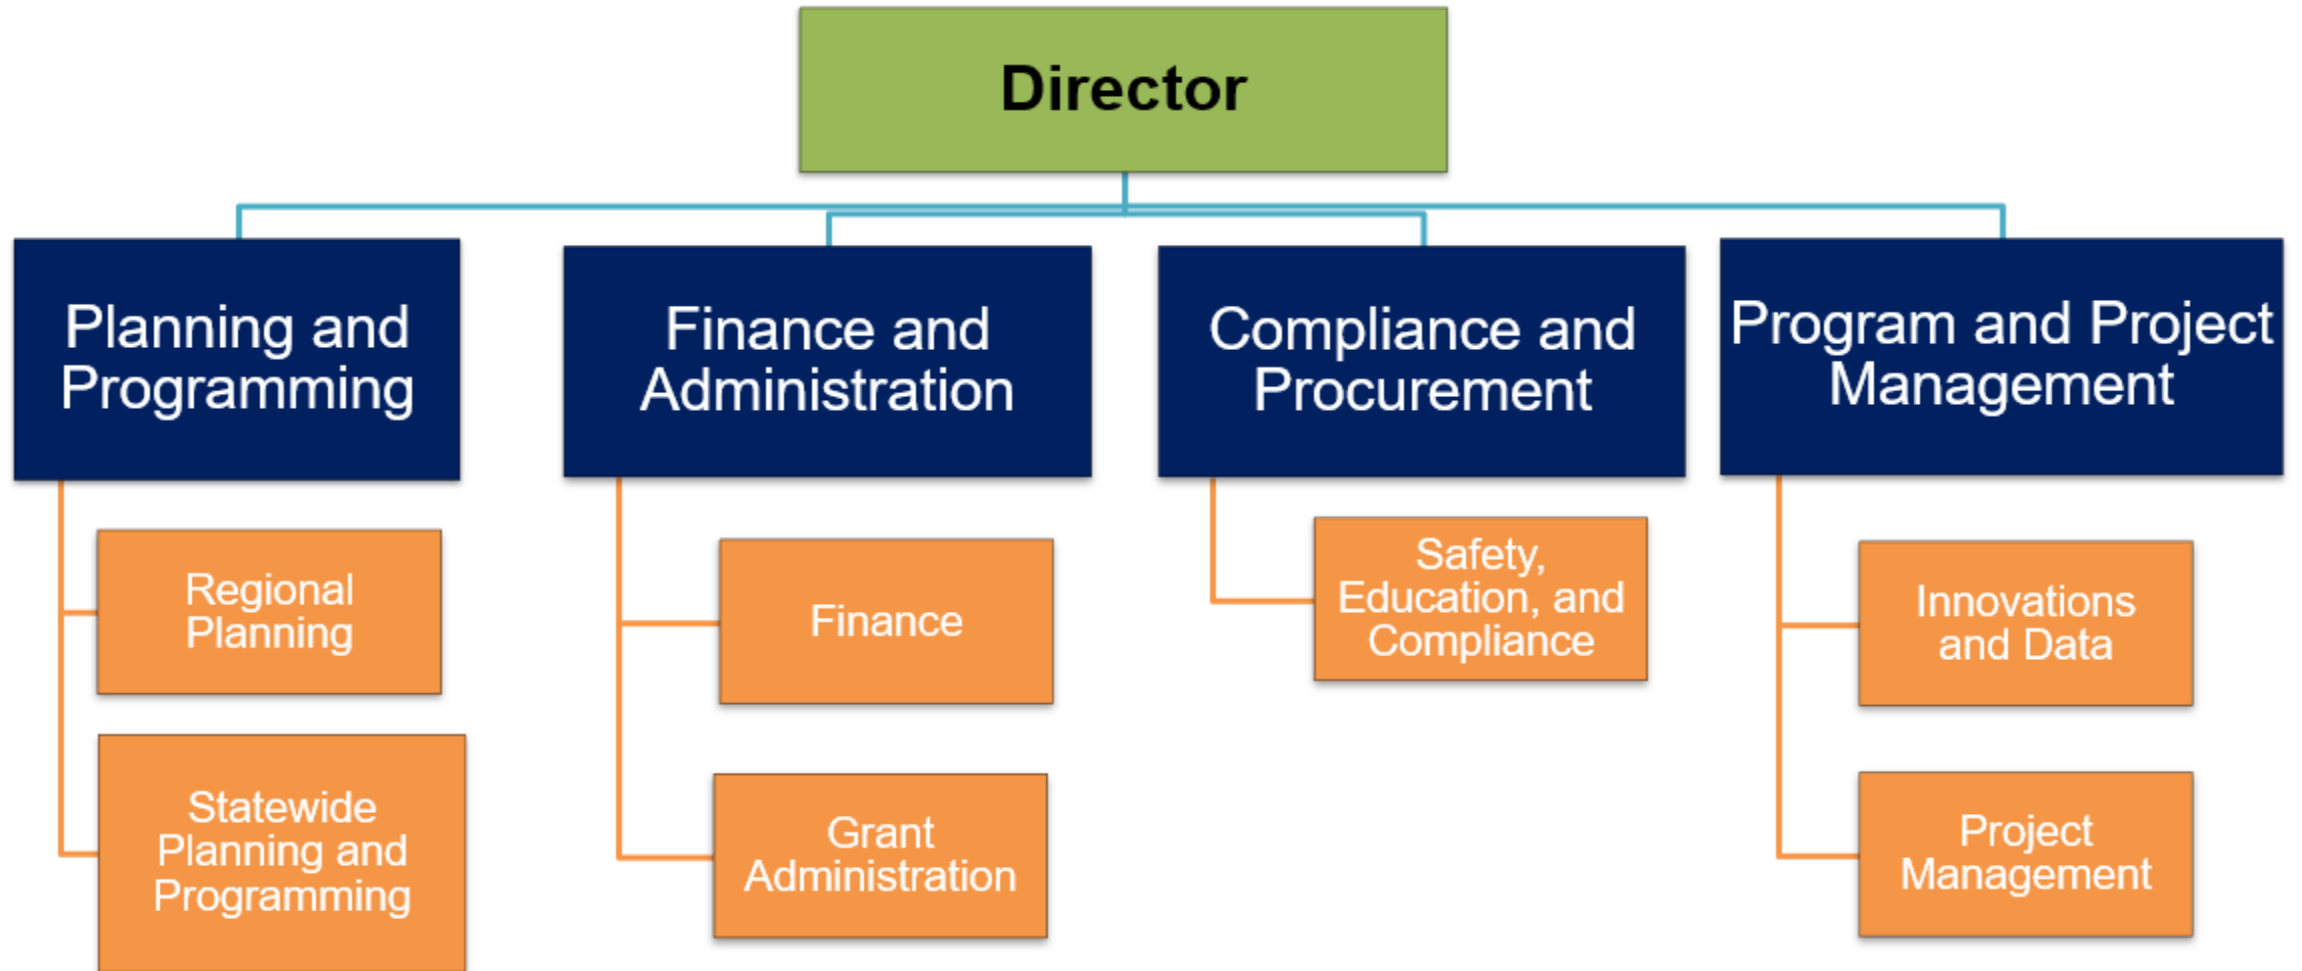 Director
Planning and
Programming
Finance and
Administration
Compliance and
Procurement
Program and Project
Management
Regional
Planning
Statewide
Planning and
Programming
Finance
Grant
Administration
Safety,
Education, and
Compliance
Innovations
and Data
Project
Management